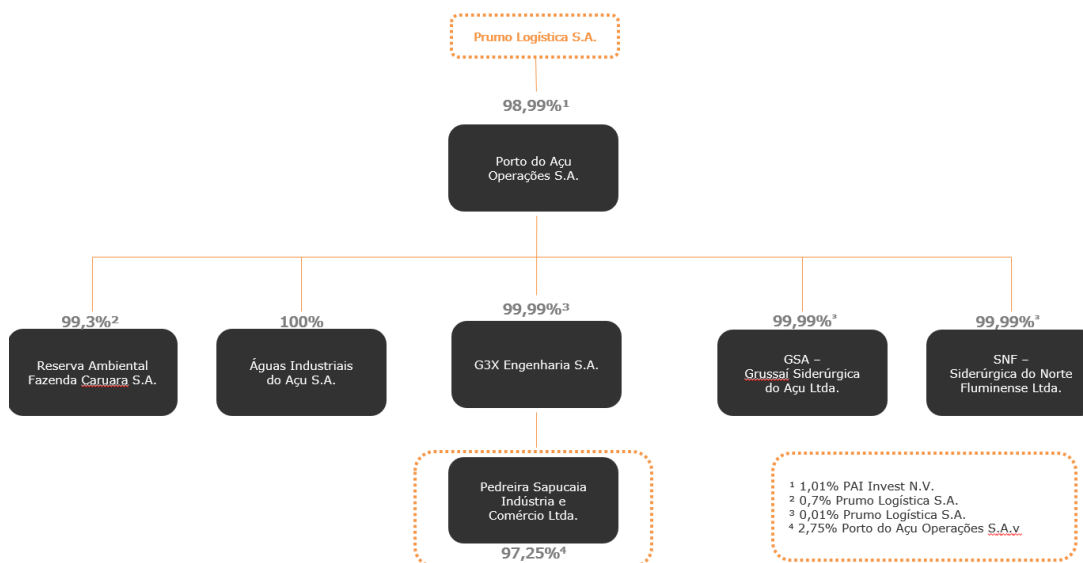 Prumo Logística S.A.
98,99%¹
Porto do Açu
Operações S.A.
99,3%²
Reserva Ambiental
Fazenda Caruara S.A.
100%
Águas Industriais
do Açu S.A.
99,99%³
G3X Engenharia S.A.
99,99%³
GSA –
Grussaí Siderúrgica
do Açu Ltda.
99,99%³
SNF –
Siderúrgica do Norte
Fluminense Ltda.
Pedreira Sapucaia
Indústria e
Comércio Ltda.
97,25%⁴
¹ 1,01% PAI Invest N.V.
² 0,7% Prumo Logística S.A.
³ 0,01% Prumo Logística S.A.
⁴ 2,75% Porto do Açu Operações S.A.v